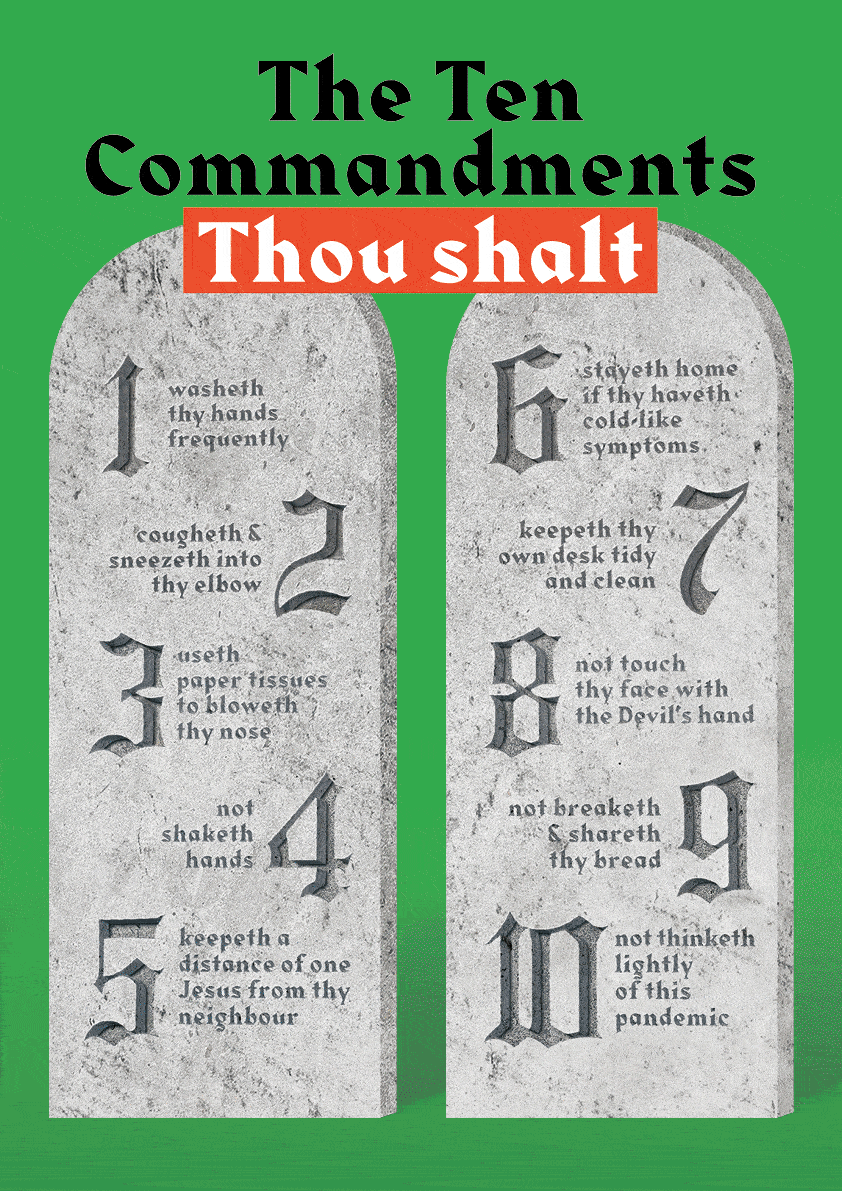 The Ten
Commandments
Thou shalt
1
washeth
thy hands
frequently
2
cougheth &
sneezeth into
thy elbow
3
useth
paper tissues
to bloweth
thy nose
4
not
shaketh
hands
5
keepeth a
distance of one
Jesus from thy
neighbour
6
stayeth home
if thy haveth
cold-like
symptoms.
7
keepeth thy
own desk tidy
and clean
8
not touch
thy face with
the Devil's hand
9
not breaketh
& shareth
thy bread
10
not thinketh
lightly
of this
pandemic